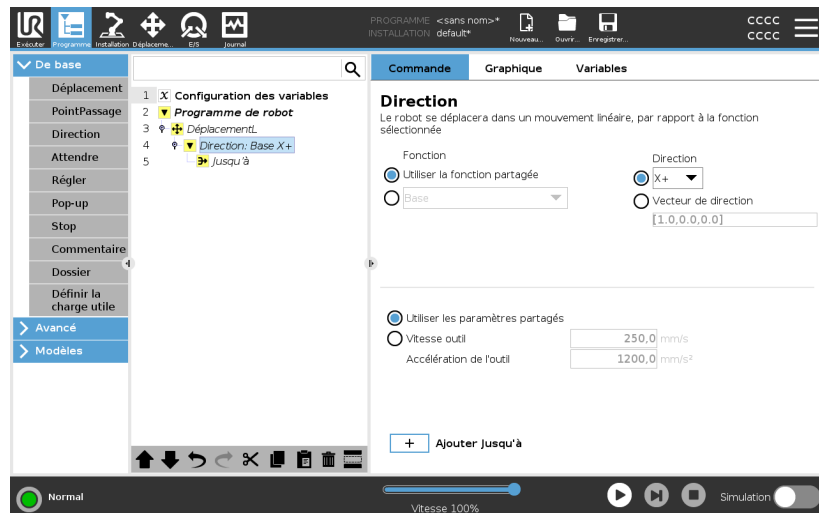 PROGRAMME <sans nom>*
INSTALLATION default*
CCCC
CCCC
Exécuter Programme Installation Déplaceme... E/S Journal Nouveau... Ouvrir... Enregistrer...
De base
Déplacement
PointPassage
Direction
Attendre
Régler
Pop-up
Stop
Commentaire
Dossier
Définir la
charge utile
Avancé
Modèles
1 X Configuration des variables
2 Programme de robot
3 DéplacementL
4 Direction: Base X+
5 Jusqu'à
Commande Graphique Variables
Direction
Le robot se déplacera dans un mouvement linéaire, par rapport à la fonction
sélectionnée
Fonction
Utiliser la fonction partagée
Base
Direction
X+
Vecteur de direction
[1.0,0.0,0.0]
Utiliser les paramètres partagés
Vitesse outil 250,0 mm/s
Accélération de l'outil 1200,0 mm/s²
+ Ajouter Jusqu'à
Normal
Vitesse 100%
Simulation